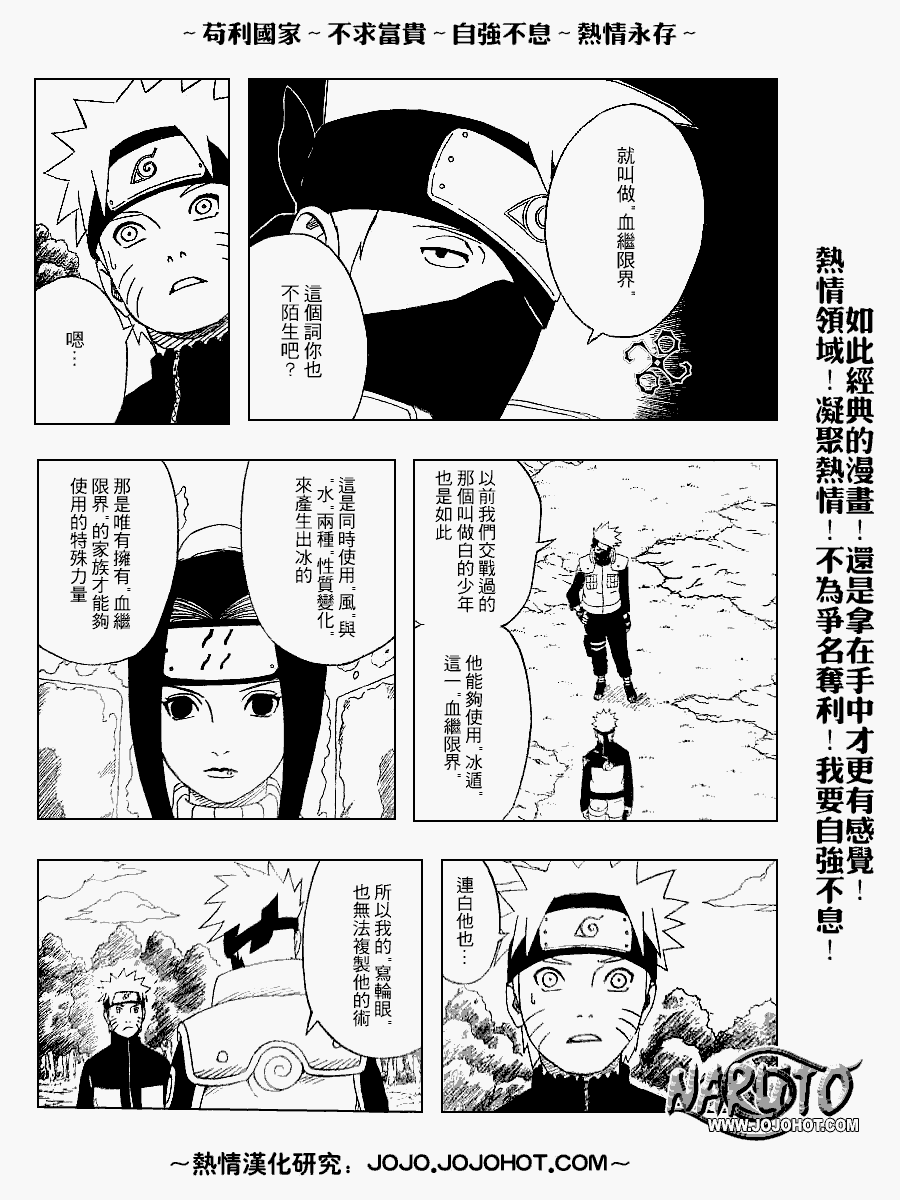 ~苟利國家~不求富貴~自強不息~熱情永存~
就叫做〝血繼限界〞
這個詞你也
不陌生吧？
嗯…
以前我們交戰過的
那個叫做白的少年
也是如此
他能夠使用〝冰遁〞
這一〝血繼限界〞
這是同時使用〝風〞與
〝水〞兩種〝性質變化〞
來產生出冰的
那是唯有擁有〝血繼
限界〞的家族才能夠
使用的特殊力量
連白他也…
所以我的〝寫輪眼〞
也無法複製他的術
如此經典的漫畫！還是拿在手中才更有感覺！
熱情領域！凝聚熱情！不為爭名奪利！我要自強不息！
NARUTO
WWW.JOJOHOT.COM
~熱情漢化研究：JOJO.JOJOHOT.COM~